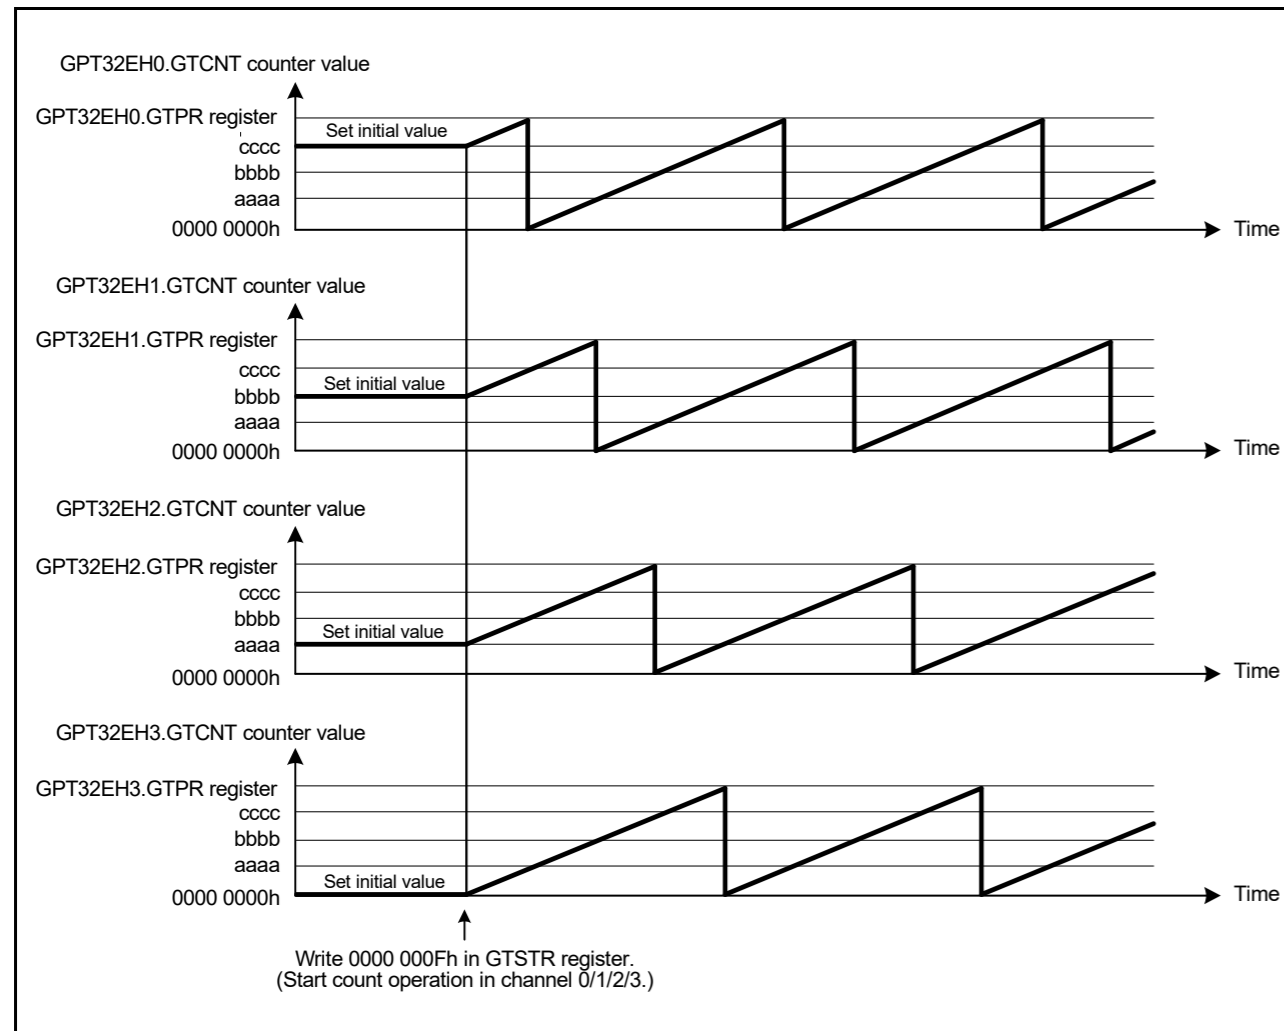 GPT32EH0.GTCNT counter value
GPT32EH0.GTPR register
Set initial value
cccc
bbbb
aaaa
0000 0000h
Time
GPT32EH1.GTCNT counter value
GPT32EH1.GTPR register
cccc
Set initial value
bbbb
aaaa
0000 0000h
Time
GPT32EH2.GTCNT counter value
GPT32EH2.GTPR register
cccc
bbbb
Set initial value
aaaa
0000 0000h
Time
GPT32EH3.GTCNT counter value
GPT32EH3.GTPR register
cccc
bbbb
aaaa
Set initial value
0000 0000h
Time
Write 0000 000Fh in GTSTR register.
(Start count operation in channel 0/1/2/3.)